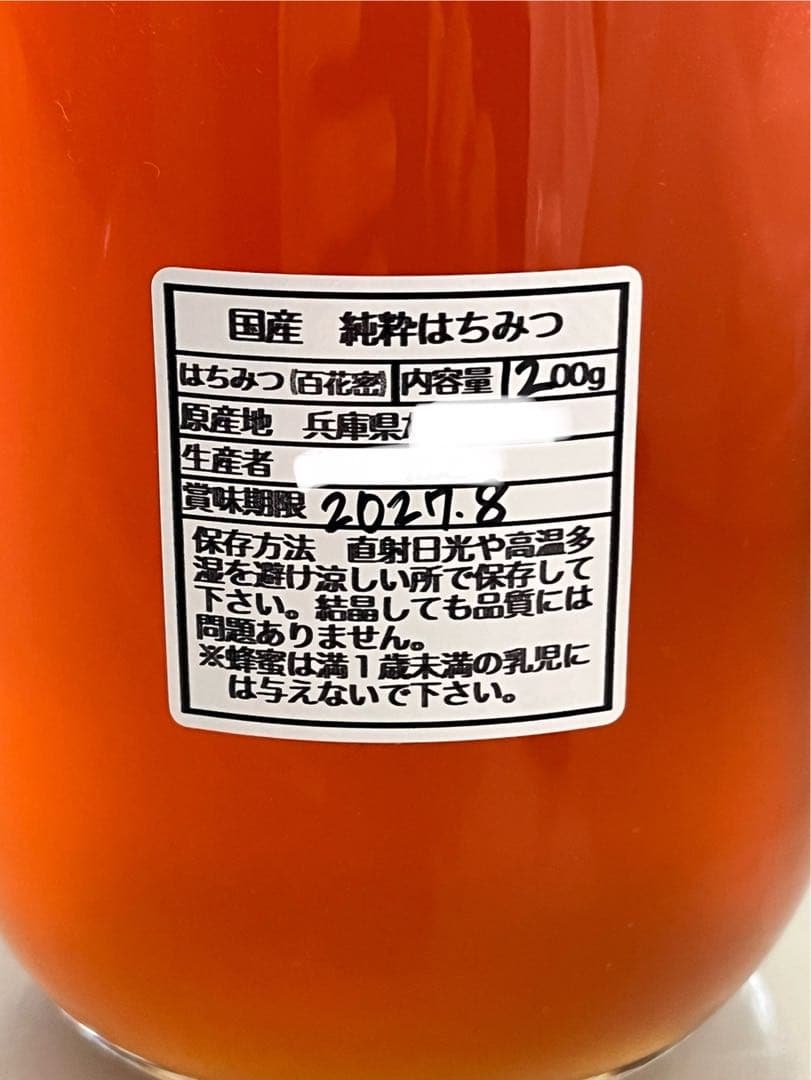 国産 純粋はちみつ
はちみつ(百花密) 内容量 1200g
原産地 兵庫県
生産者
賞味期限 2027.8
保存方法 直射日光や高温多
湿を避け涼しい所で保存して
下さい。結晶しても品質には
問題ありません。
※蜂蜜は満1歳未満の乳児に
は与えないで下さい。